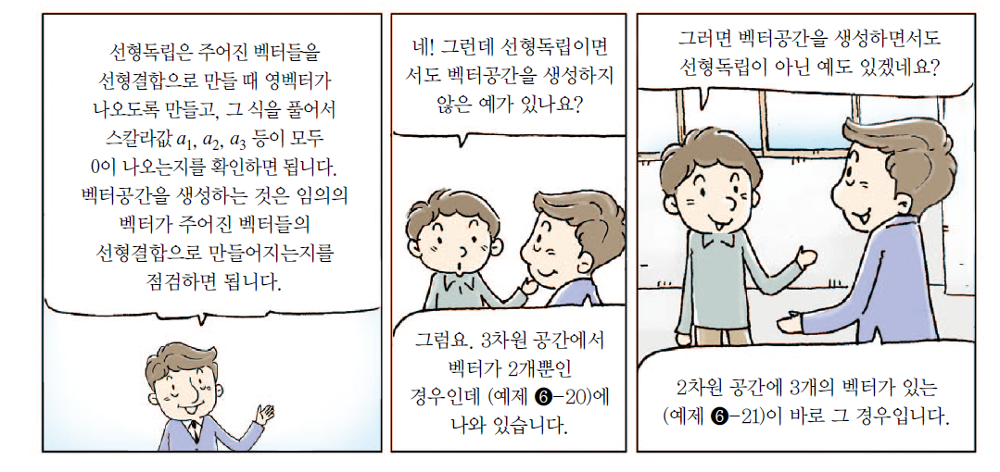 선형독립은 주어진 벡터들을
선형결합으로 만들 때 영벡터가
나오도록 만들고, 그 식을 풀어서
스칼라값 a₁, a₂, a₃ 등이 모두
0이 나오는지를 확인하면 됩니다.
벡터공간을 생성하는 것은 임의의
벡터가 주어진 벡터들의
선형결합으로 만들어지는지를
점검하면 됩니다.
네! 그런데 선형독립이면
서도 벡터공간을 생성하지
않은 예가 있나요?
그럼요. 3차원 공간에서
벡터가 2개뿐인
경우인데 (예제 ❻-20)에
나와 있습니다.
그러면 벡터공간을 생성하면서도
선형독립이 아닌 예도 있겠네요?
2차원 공간에 3개의 벡터가 있는
(예제 ❻-21)이 바로 그 경우입니다.